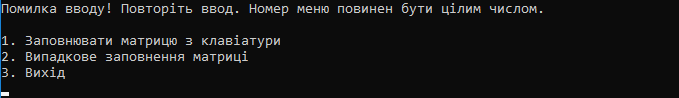 Помилка вводу! Повторіть ввод. Номер меню повинен бути цілим числом.
1. Заповнювати матрицю з клавіатури
2. Випадкове заповнення матриці
3. Вихід